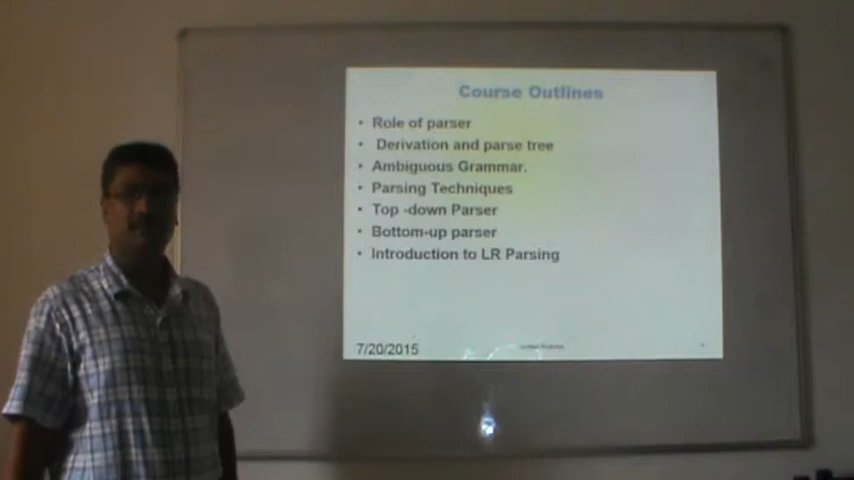 Course Outlines
• Role of parser
• Derivation and parse tree
• Ambiguous Grammar.
• Parsing Techniques
• Top -down Parser
• Bottom-up parser
• Introduction to LR Parsing
7/20/2015